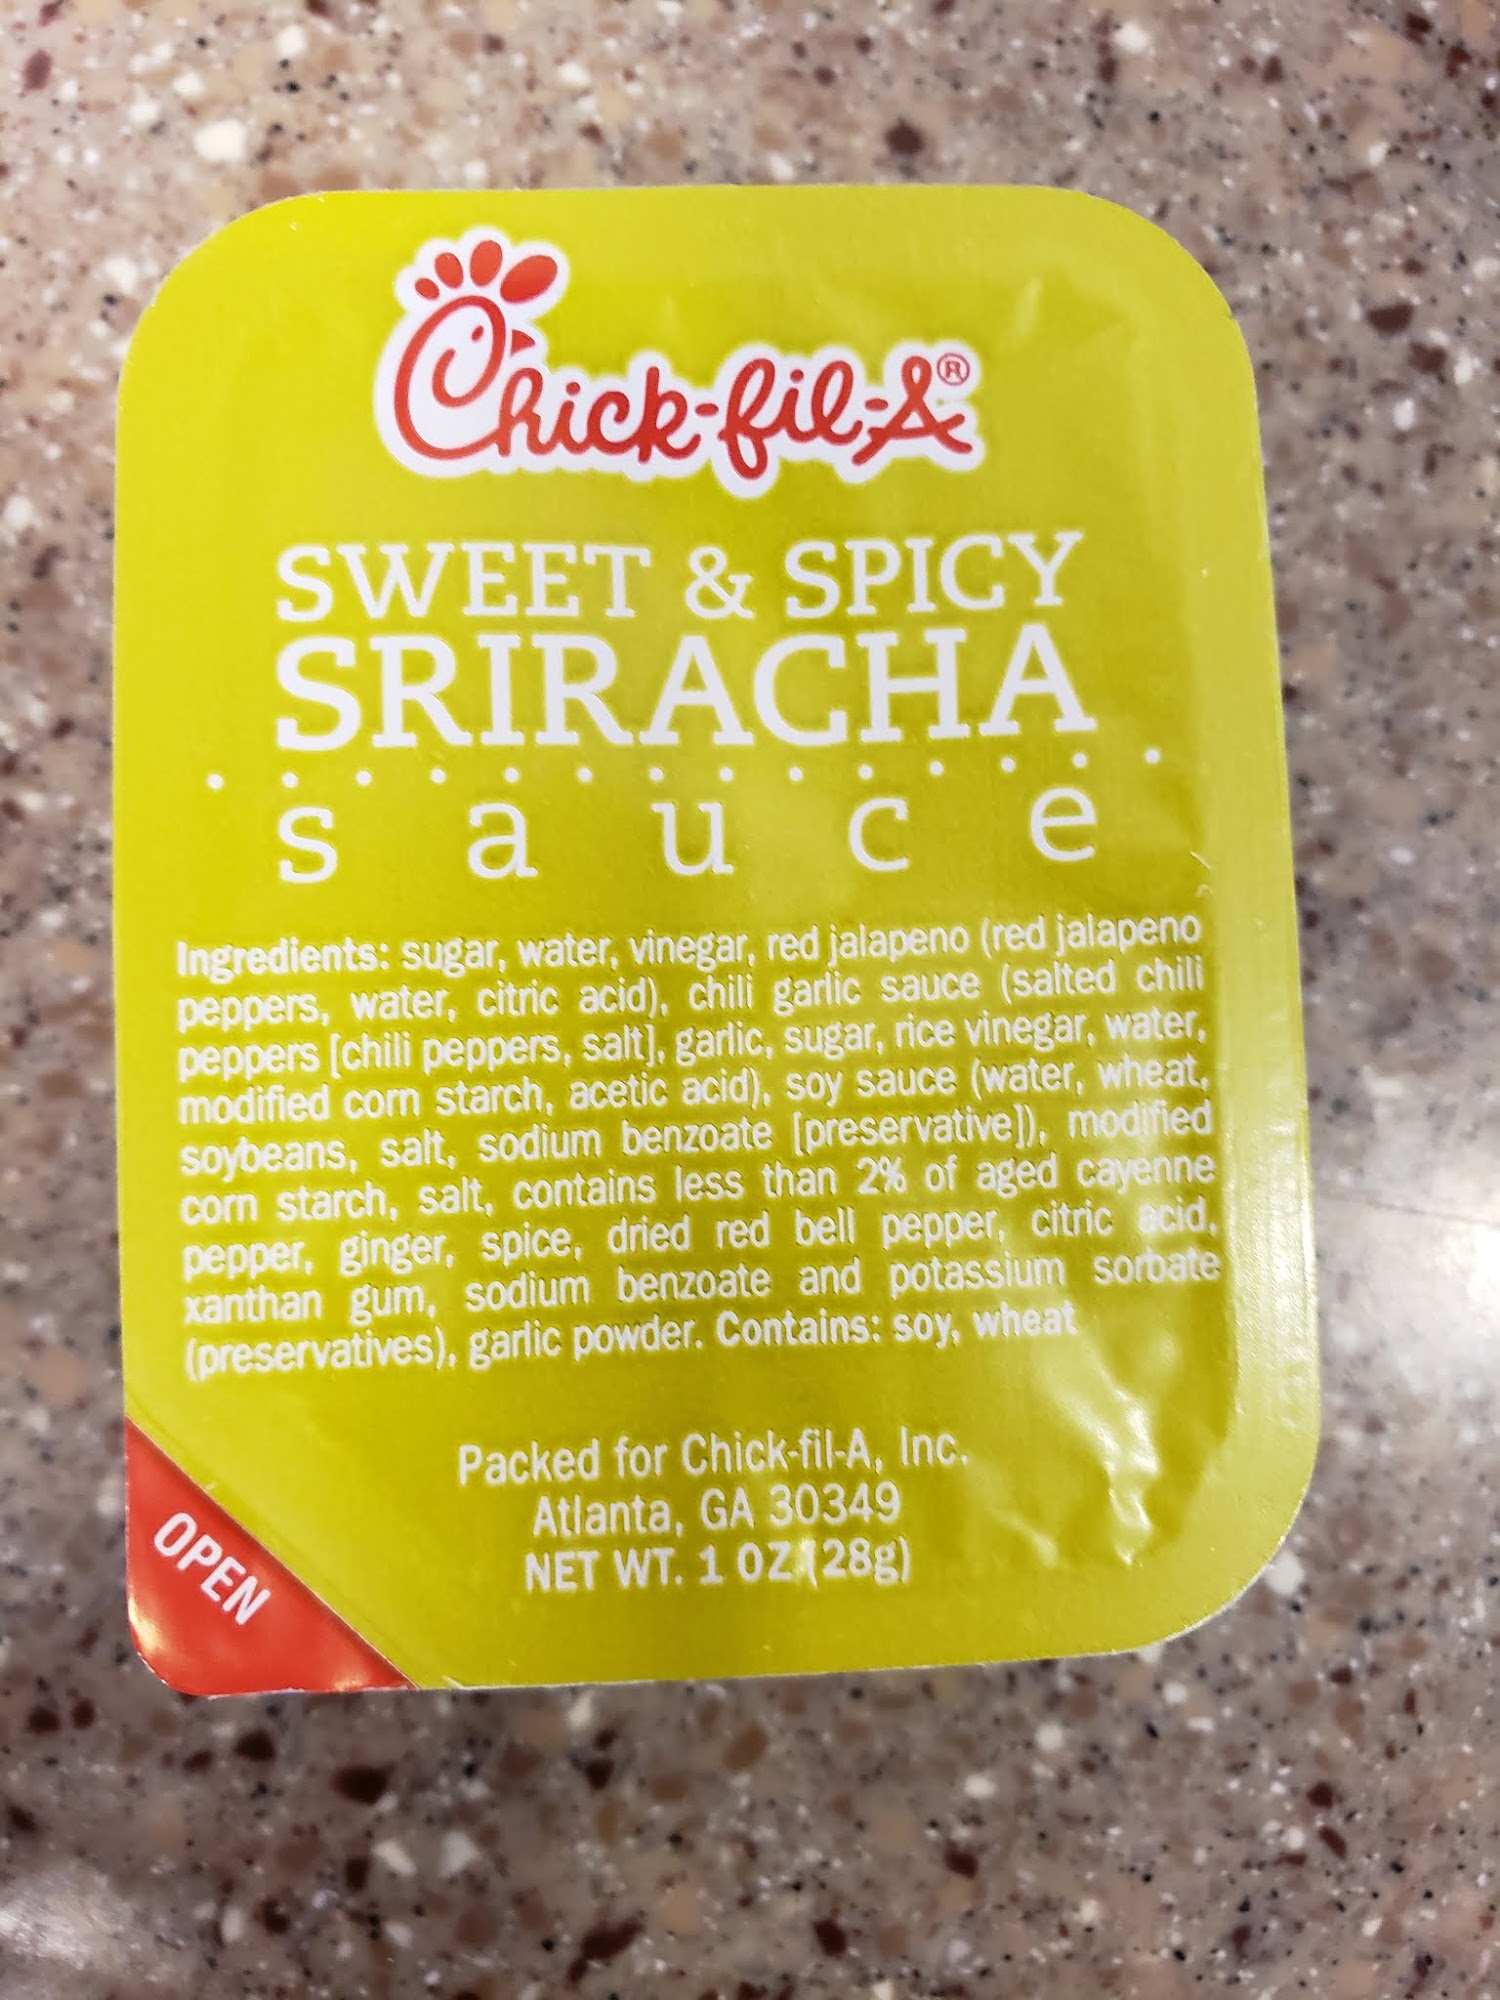 Chick-fil-A®
SWEET & SPICY
SRIRACHA
sauce
Ingredients: sugar, water, vinegar, red jalapeno (red jalapeno
peppers, water, citric acid), chili garlic sauce (salted chili
peppers [chili peppers, salt], garlic, sugar, rice vinegar, water,
modified corn starch, acetic acid), soy sauce (water, wheat,
soybeans, salt, sodium benzoate [preservative]), modified
corn starch, salt, contains less than 2% of aged cayenne
pepper, ginger, spice, dried red bell pepper, citric acid,
xanthan gum, sodium benzoate and potassium sorbate
(preservatives), garlic powder. Contains: soy, wheat
Packed for Chick-fil-A, Inc.
Atlanta, GA 30349
NET WT. 1 OZ (28g)
OPEN